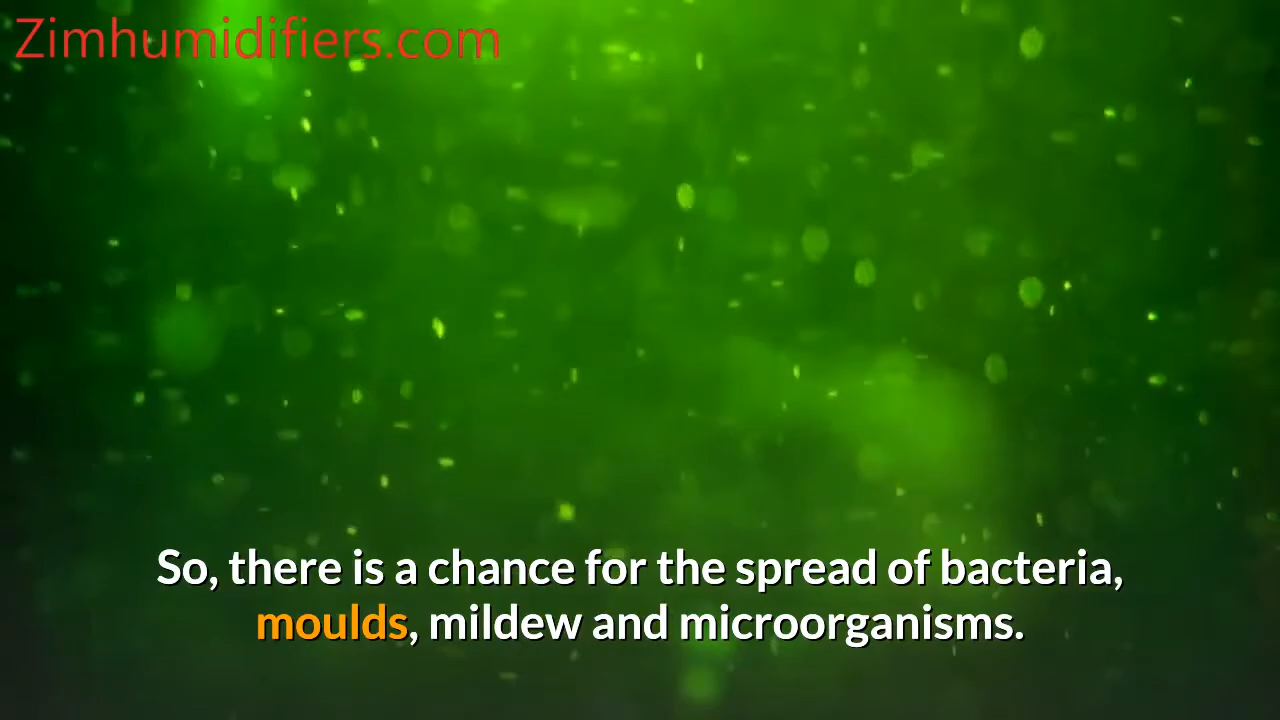 Zimhumidifiers.com
So, there is a chance for the spread of bacteria,
moulds, mildew and microorganisms.